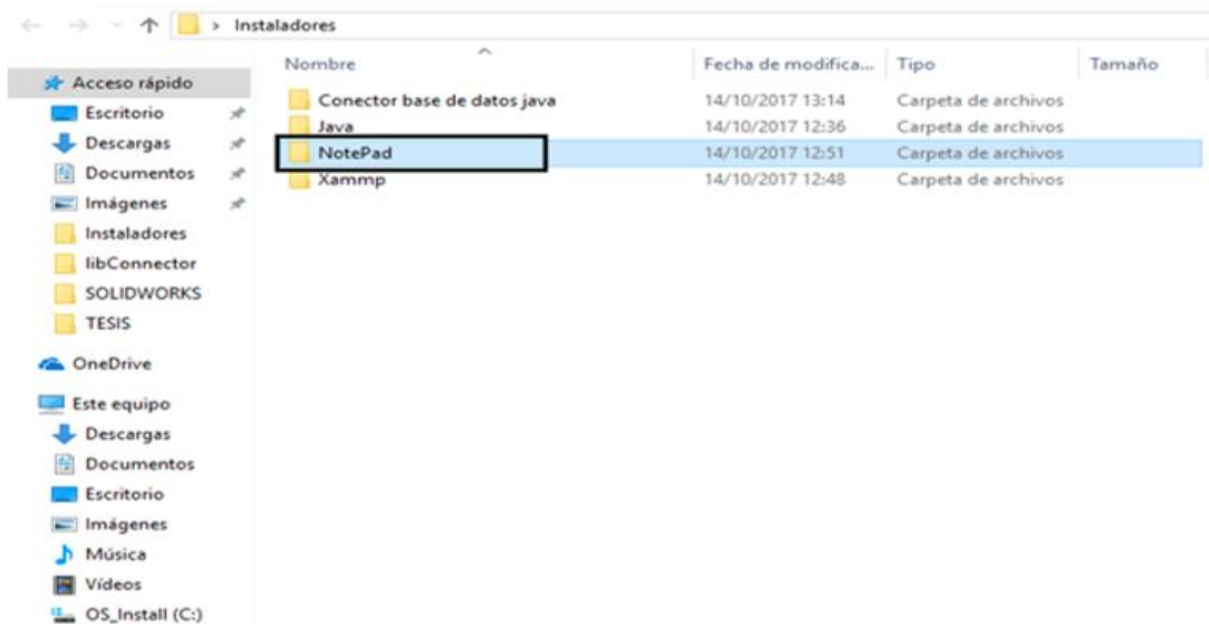 Instaladores
Nombre Fecha de modifica... Tipo Tamaño
Conector base de datos java 14/10/2017 13:14 Carpeta de archivos
Java 14/10/2017 12:36 Carpeta de archivos
NotePad 14/10/2017 12:51 Carpeta de archivos
Xammp 14/10/2017 12:48 Carpeta de archivos
Acceso rápido
Escritorio
Descargas
Documentos
Imágenes
Instaladores
libConnector
SOLIDWORKS
TESIS
OneDrive
Este equipo
Descargas
Documentos
Escritorio
Imágenes
Música
Vídeos
OS_Install (C:)